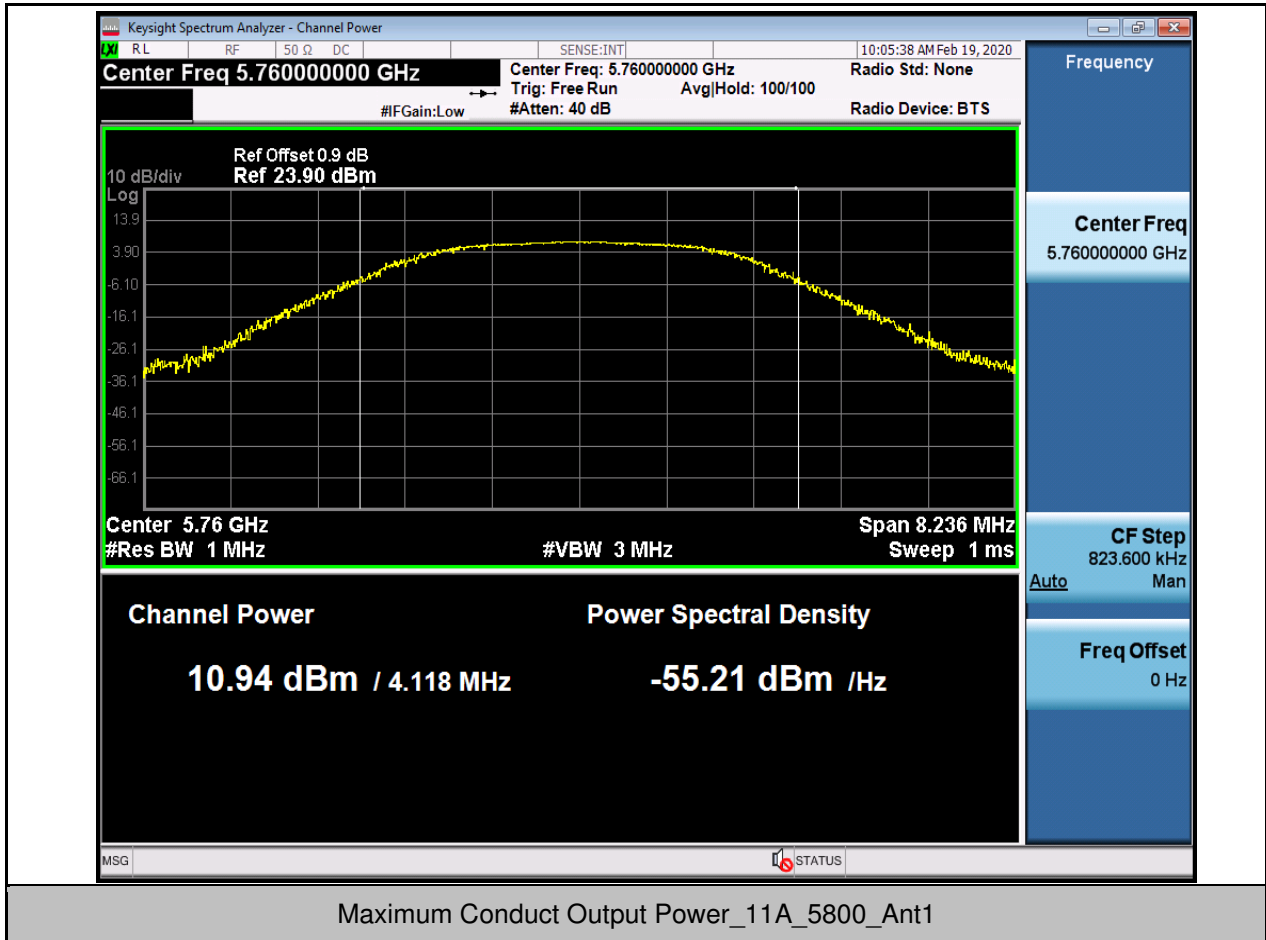 Keysight Spectrum Analyzer - Channel Power
LXI RL RF 50 Ω DC SENSE:INT 10:05:38 AM Feb 19, 2020
Center Freq 5.760000000 GHz
Center Freq: 5.760000000 GHz
Radio Std: None
Trig: Free Run Avg|Hold: 100/100
#IFGain:Low
#Atten: 40 dB
Radio Device: BTS
Frequency
Ref Offset 0.9 dB
10 dB/div Ref 23.90 dBm
Log
13.9
3.90
-6.10
-16.1
-26.1
-36.1
-46.1
-56.1
-66.1
Center 5.76 GHz Span 8.236 MHz
#Res BW 1 MHz #VBW 3 MHz Sweep 1 ms
Center Freq
5.760000000 GHz
CF Step
823.600 kHz
Auto Man
Freq Offset
0 Hz
Channel Power Power Spectral Density
10.94 dBm / 4.118 MHz -55.21 dBm /Hz
MSG STATUS
Maximum Conduct Output Power_11A_5800_Ant1